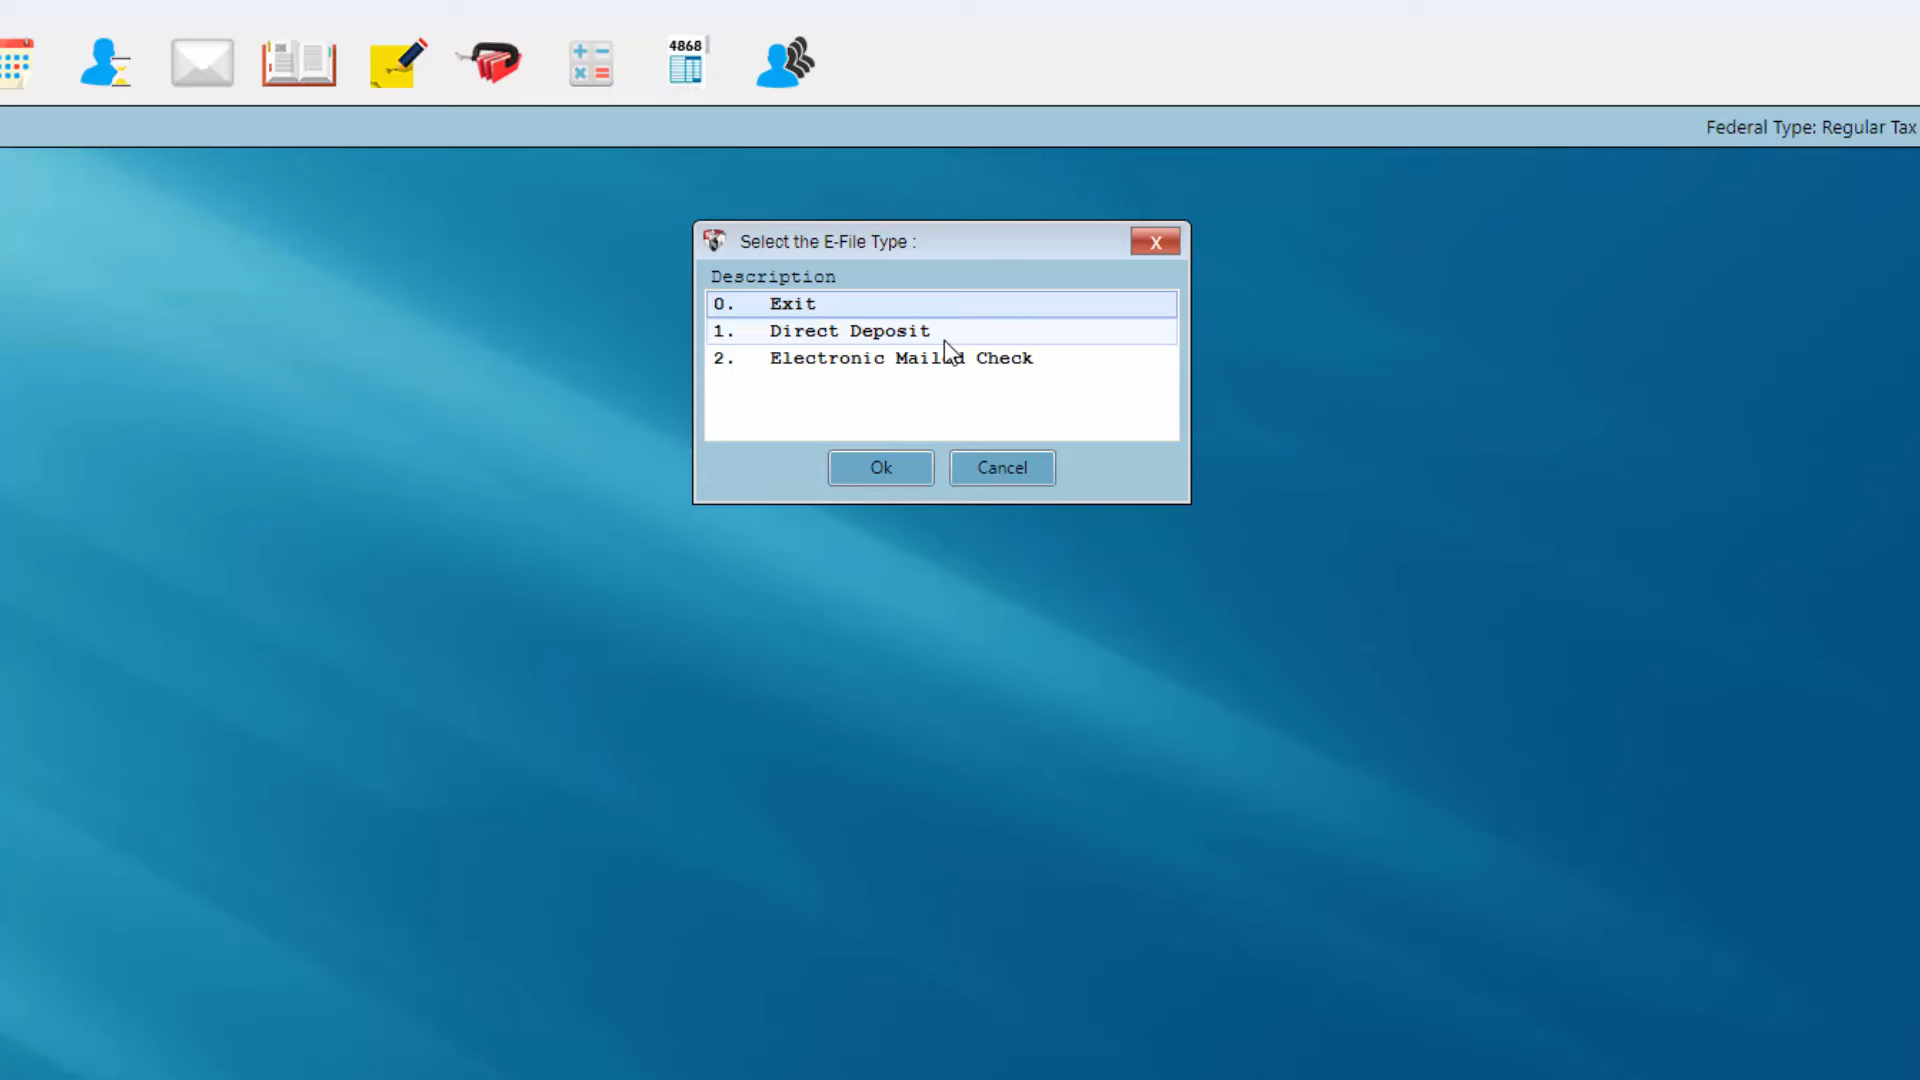 4868
Federal Type: Regular Tax
Select the E-File Type :
X
Description
0. Exit
1. Direct Deposit
2. Electronic Mailed Check
Ok
Cancel